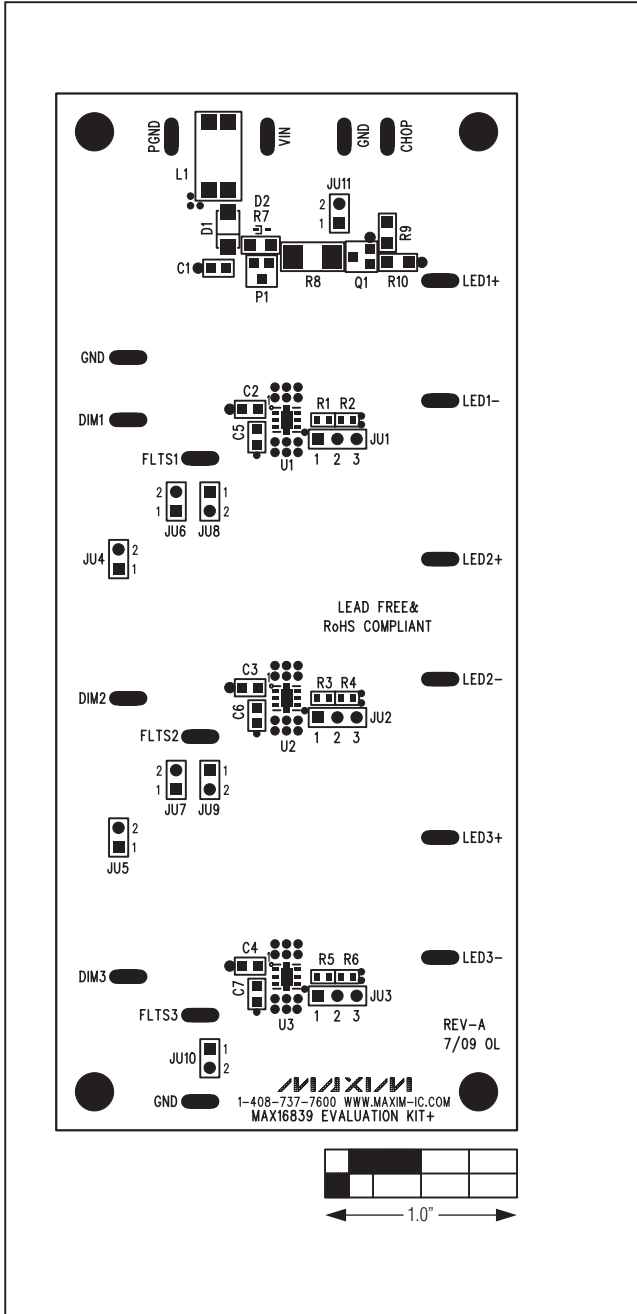 PGND
VIN
GND
CHOP
L1
JU11
2
1
D2
R7
D1
R9
C1
P1
R8
Q1
R10
LED1+
GND
LED1-
DIM1
C2
1
R1 R2
C5
JU1
U1
1 2 3
FLTS1
2
1
1
2
JU6 JU8
JU4
2
1
LED2+
LEAD FREE&
RoHS COMPLIANT
C3
1
LED2-
DIM2
R3 R4
C6
JU2
U2
1 2 3
FLTS2
2
1
1
2
JU7 JU9
2
1
JU5
LED3+
C4
1
LED3-
DIM3
R5 R6
C7
JU3
U3
1 2 3
FLTS3
REV-A
7/09 OL
JU10
1
2
MAXIM
GND
1-408-737-7600 WWW.MAXIM-IC.COM
MAX16839 EVALUATION KIT+
1.0"